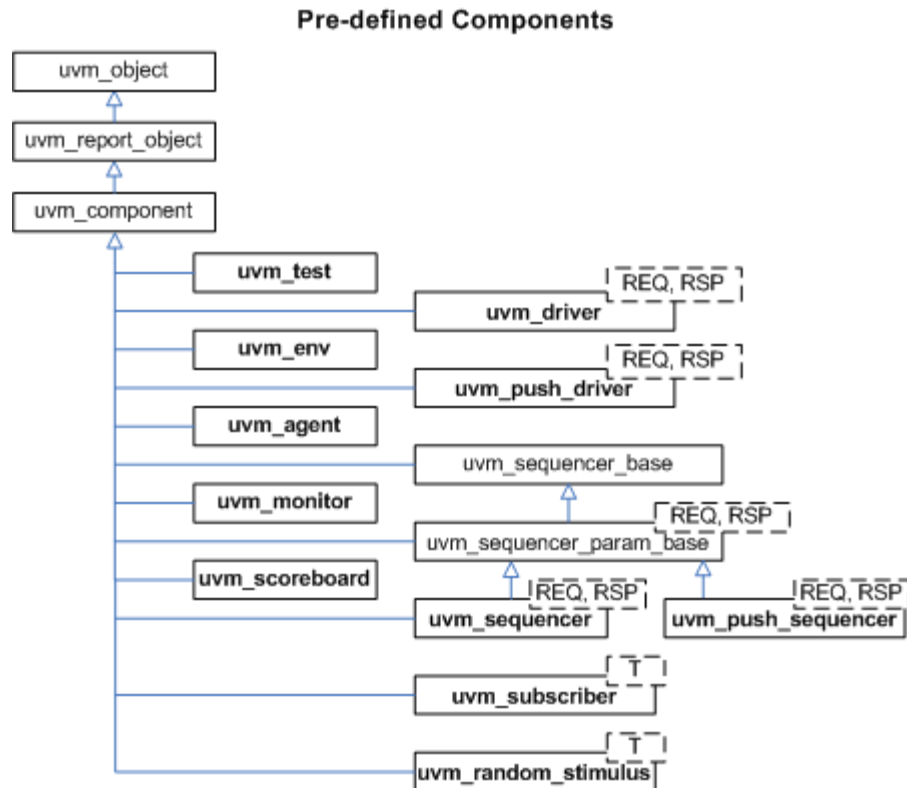 Pre-defined Components
uvm_object
uvm_report_object
uvm_component
uvm_test
REQ, RSP
uvm_driver
uvm_env
REQ, RSP
uvm_push_driver
uvm_agent
uvm_sequencer_base
uvm_monitor
REQ, RSP
uvm_sequencer_param_base
uvm_scoreboard
REQ, RSP
uvm_sequencer
REQ, RSP
uvm_push_sequencer
T
uvm_subscriber
T
uvm_random_stimulus